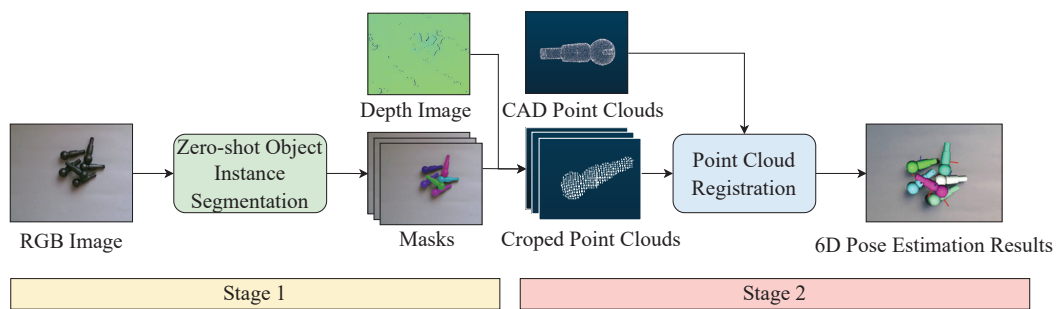 Depth Image
CAD Point Clouds
Zero-shot Object
Instance
Segmentation
Point Cloud
Registration
RGB Image
Masks
Croped Point Clouds
6D Pose Estimation Results
Stage 1
Stage 2